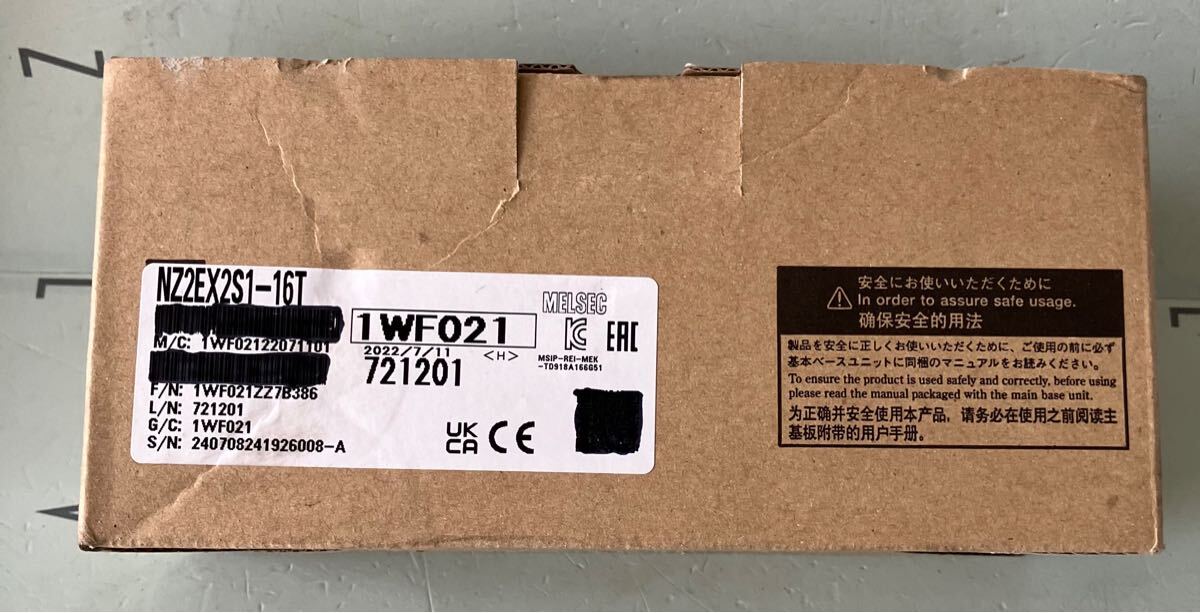 NZ2EX2S1-16T
M/C: 1WF02122071101
F/N: 1WF021ZZ7B386
L/N: 721201
G/C: 1WF021
S/N: 240708241926008-A
1WF021
2022/7/11 <H>
721201
MELSEC
KC
EAC
MSIP-REI-MEK
-TD918A166G51
UK
CA CE
安全にお使いいただくために
In order to assure safe usage.
确保安全的用法
製品を安全に正しくお使いいただくために、ご使用の前に必ず
基本ベースユニットに同梱のマニュアルをお読みください。
To ensure the product is used safely and correctly, before using
please read the manual packaged with the main base unit.
为正确并安全使用本产品，请务必在使用之前阅读主
基板附带的用户手册。